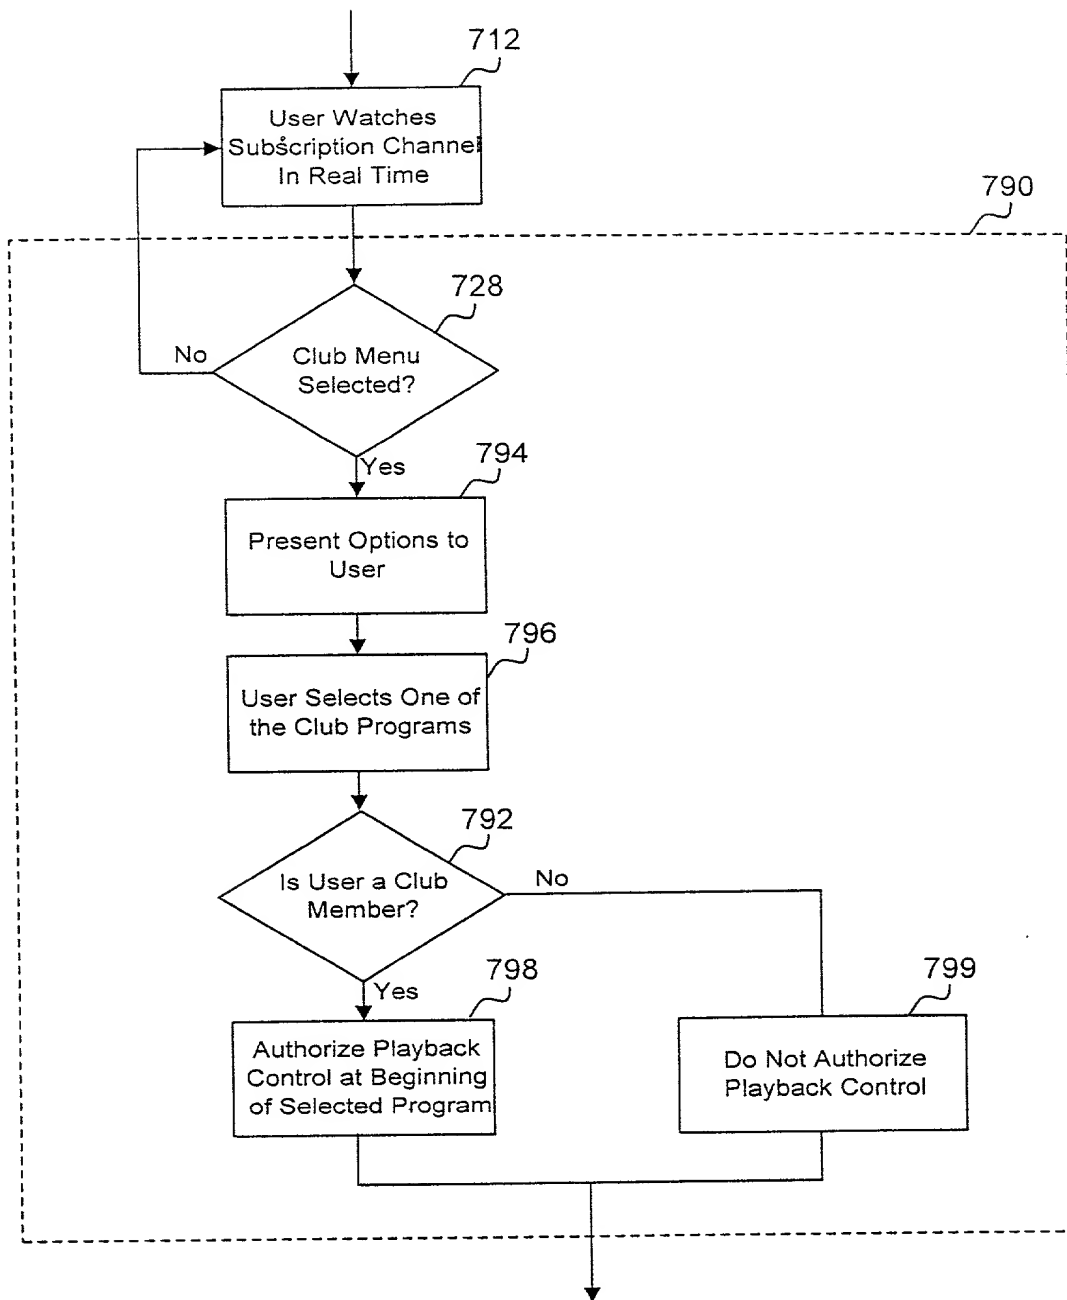 712
User Watches
Subscription Channel
In Real Time
790
728
Club Menu
Selected?
No
Yes
794
Present Options to
User
796
User Selects One of
the Club Programs
792
Is User a Club
Member?
No
Yes
798
Authorize Playback
Control at Beginning
of Selected Program
799
Do Not Authorize
Playback Control